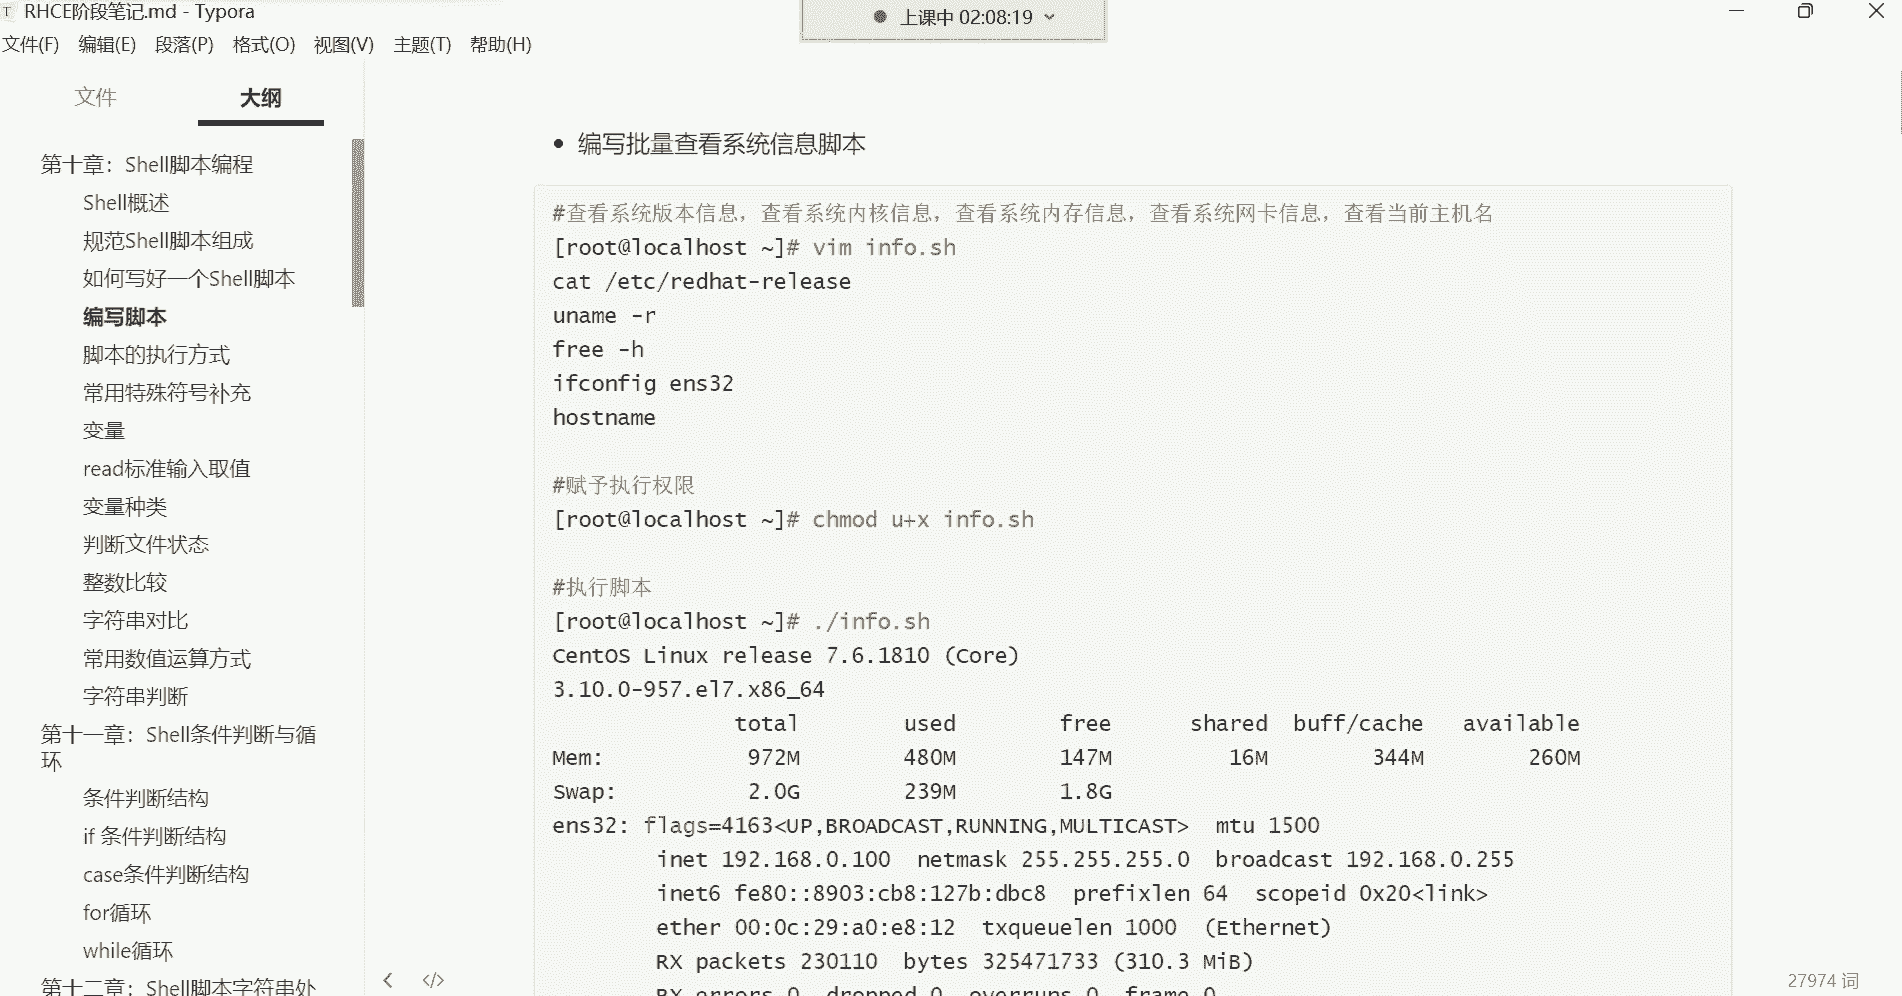 RHCE阶段笔记.md - Typora
上课中 02:08:19
文件(F) 编辑(E) 段落(P) 格式(O) 视图(V) 主题(T) 帮助(H)
文件 大纲
第十章：Shell脚本编程
Shell概述
规范Shell脚本组成
如何写好一个Shell脚本
编写脚本
脚本的执行方式
常用特殊符号补充
变量
read标准输入取值
变量种类
判断文件状态
整数比较
字符串对比
常用数值运算方式
字符串判断
第十一章：Shell条件判断与循
环
条件判断结构
if 条件判断结构
case条件判断结构
for循环
while循环
第十二章：Shell脚本字符串处
编写批量查看系统信息脚本
#查看系统版本信息，查看系统内核信息，查看系统内存信息，查看系统网卡信息，查看当前主机名
[root@localhost ~]# vim info.sh
cat /etc/redhat-release
uname -r
free -h
ifconfig ens32
hostname
#赋予执行权限
[root@localhost ~]# chmod u+x info.sh
#执行脚本
[root@localhost ~]# ./info.sh
CentOS Linux release 7.6.1810 (Core)
3.10.0-957.el7.x86_64
total used free shared buff/cache available
Mem: 972M 480M 147M 16M 344M 260M
Swap: 2.0G 239M 1.8G
ens32: flags=4163<UP,BROADCAST,RUNNING,MULTICAST> mtu 1500
inet 192.168.0.100 netmask 255.255.255.0 broadcast 192.168.0.255
inet6 fe80::8903:cb8:127b:dbc8 prefixlen 64 scopeid 0x20<link>
ether 00:0c:29:a0:e8:12 txqueuelen 1000 (Ethernet)
RX packets 230110 bytes 325471733 (310.3 MiB)
RX errors 0 dropped 0 overruns 0 frame 0
27974 词